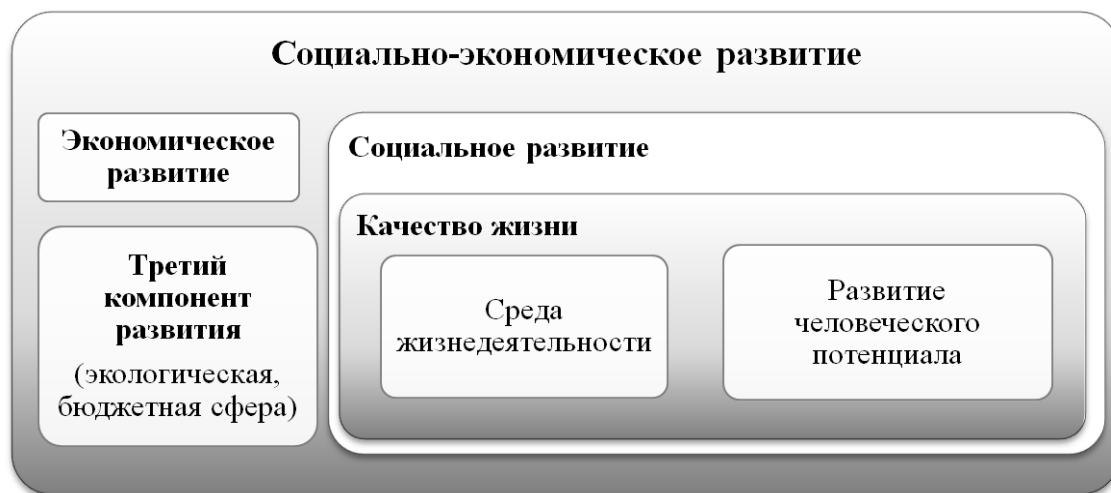 Социально-экономическое развитие
Экономическое
развитие
Социальное развитие
Качество жизни
Третий
компонент
развития
(экологическая,
бюджетная сфера)
Среда
жизнедеятельности
Развитие
человеческого
потенциала